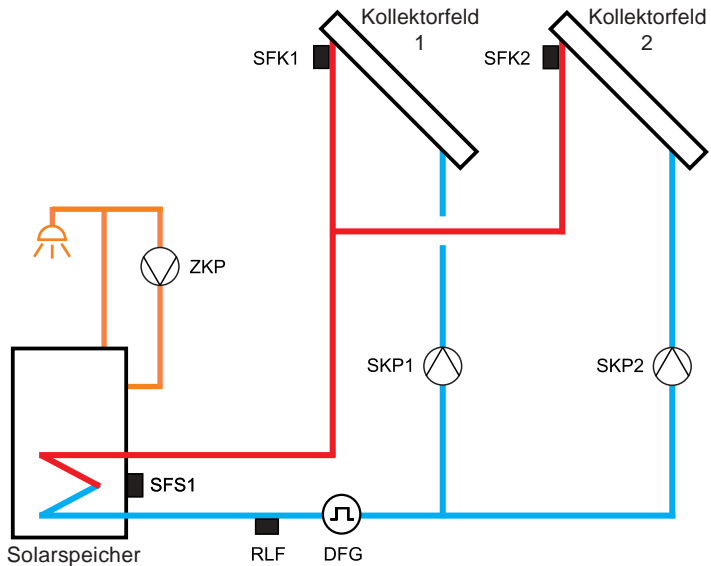 Kollektorfeld
1
Kollektorfeld
2
SFK1
SFK2
ZKP
SKP1
SKP2
SFS1
Solarspeicher
RLF
DFG